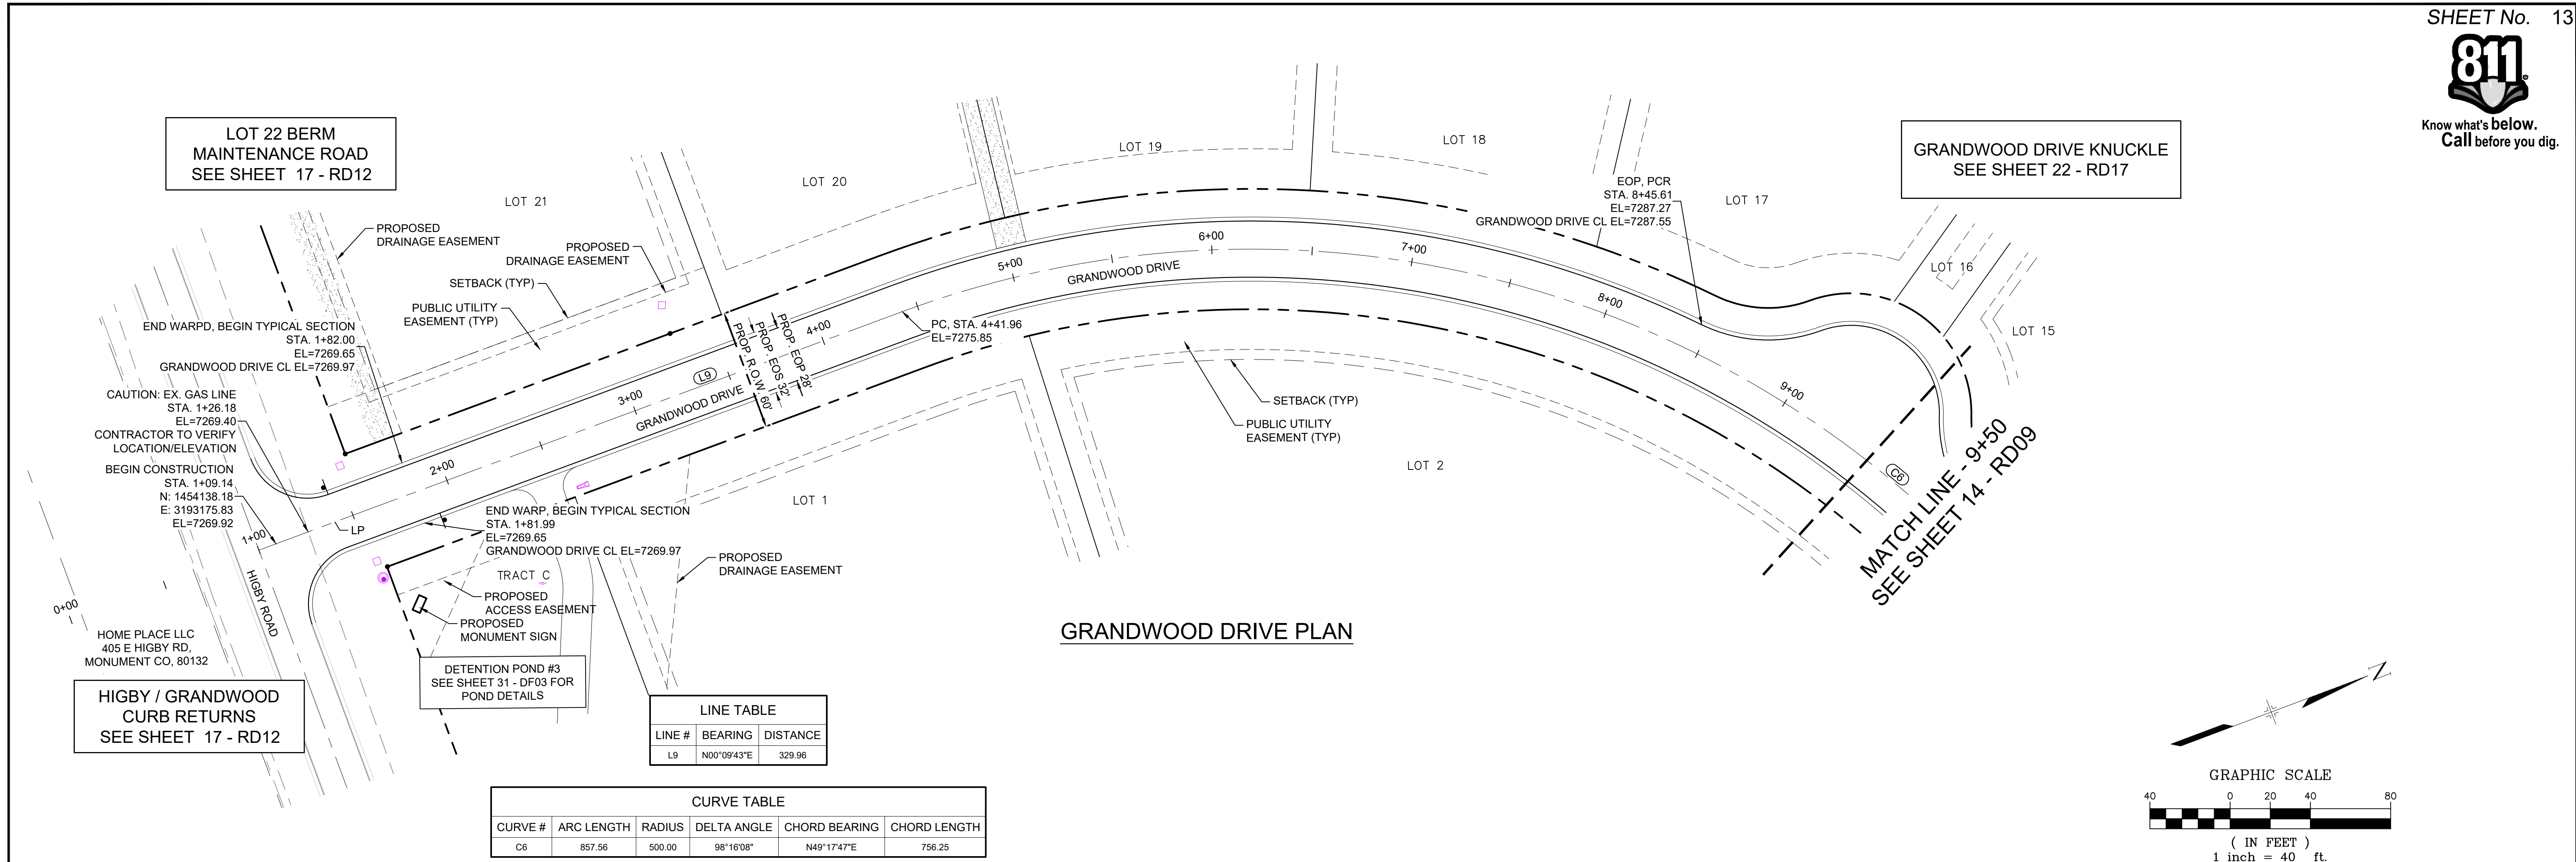 SHEET No. 13
811
Know what's below.
Call before you dig.
LOT 22 BERM
MAINTENANCE ROAD
SEE SHEET 17 - RD12
GRANDWOOD DRIVE KNUCKLE
SEE SHEET 22 - RD17
LOT 21
LOT 20
LOT 19
LOT 18
LOT 17
LOT 16
LOT 15
PROPOSED
DRAINAGE EASEMENT
PROPOSED
DRAINAGE EASEMENT
SETBACK (TYP)
PUBLIC UTILITY
EASEMENT (TYP)
EOP, PCR
STA. 8+45.61
EL=7287.27
GRANDWOOD DRIVE CL EL=7287.55
END WARPD, BEGIN TYPICAL SECTION
STA. 1+82.00
EL=7269.65
GRANDWOOD DRIVE CL EL=7269.97
CAUTION: EX. GAS LINE
STA. 1+26.18
EL=7269.40
CONTRACTOR TO VERIFY
LOCATION/ELEVATION
BEGIN CONSTRUCTION
STA. 1+09.14
N: 1454138.18
E: 3193175.83
EL=7269.92
0+00
1+00
2+00
3+00
4+00
5+00
6+00
7+00
8+00
9+00
LP
L9
C6
GRANDWOOD DRIVE
GRANDWOOD DRIVE
PROP. R.O.W. 60'
PROP. EOS 32'
PROP. EOP 28'
PC, STA. 4+41.96
EL=7275.85
SETBACK (TYP)
PUBLIC UTILITY
EASEMENT (TYP)
LOT 2
LOT 1
MATCH LINE - 9+50
SEE SHEET 14 - RD09
END WARP, BEGIN TYPICAL SECTION
STA. 1+81.99
EL=7269.65
GRANDWOOD DRIVE CL EL=7269.97
PROPOSED
DRAINAGE EASEMENT
TRACT C
PROPOSED
ACCESS EASEMENT
PROPOSED
MONUMENT SIGN
HIGBY ROAD
HOME PLACE LLC
405 E HIGBY RD,
MONUMENT CO, 80132
HIGBY / GRANDWOOD
CURB RETURNS
SEE SHEET 17 - RD12
DETENTION POND #3
SEE SHEET 31 - DF03 FOR
POND DETAILS
GRANDWOOD DRIVE PLAN
LINE TABLE
LINE # BEARING DISTANCE
L9 N00°09'43"E 329.96
CURVE TABLE
CURVE # ARC LENGTH RADIUS DELTA ANGLE CHORD BEARING CHORD LENGTH
C6 857.56 500.00 98°16'08" N49°17'47"E 756.25
N
GRAPHIC SCALE
40 0 20 40 80
( IN FEET )
1 inch = 40 ft.